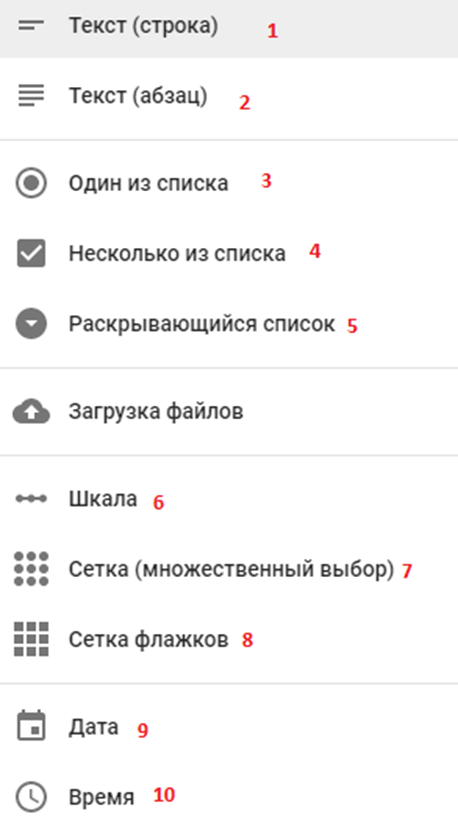 Текст (строка) 1
Текст (абзац) 2
Один из списка 3
Несколько из списка 4
Раскрывающийся список 5
Загрузка файлов
Шкала 6
Сетка (множественный выбор) 7
Сетка флажков 8
Дата 9
Время 10